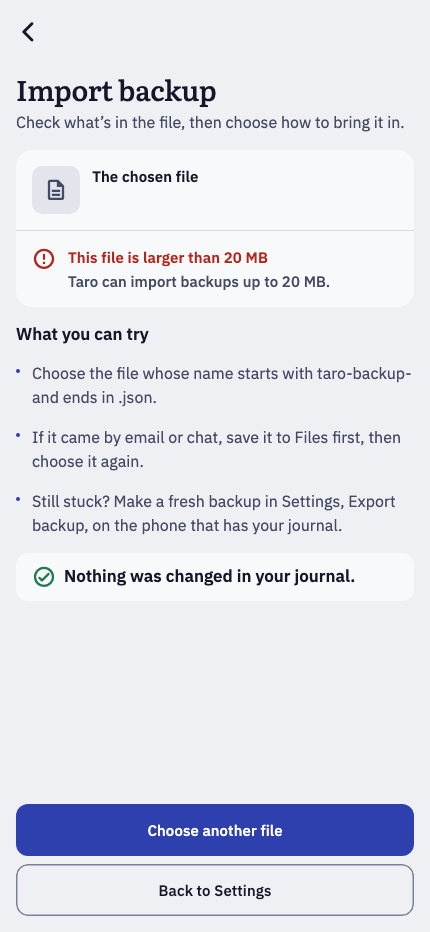 Import backup
Check what’s in the file, then choose how to bring it in.
The chosen file
This file is larger than 20 MB
Taro can import backups up to 20 MB.
What you can try
• Choose the file whose name starts with taro-backup-
and ends in .json.
• If it came by email or chat, save it to Files first, then
choose it again.
• Still stuck? Make a fresh backup in Settings, Export
backup, on the phone that has your journal.
Nothing was changed in your journal.
Choose another file
Back to Settings